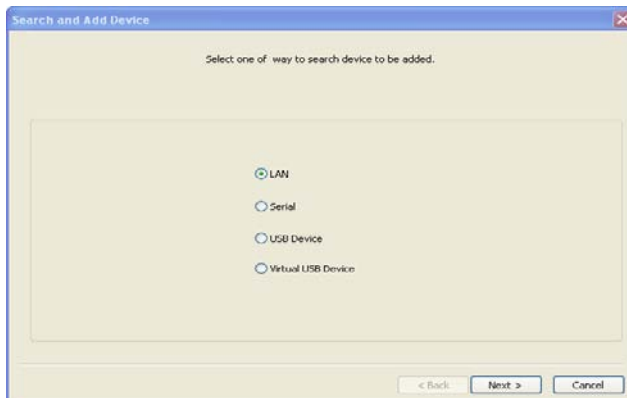 Search and Add Device
Select one of way to search device to be added.
LAN
Serial
USB Device
Virtual USB Device
< Back Next > Cancel